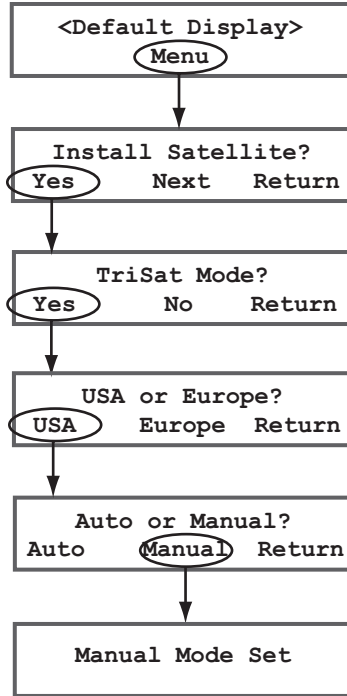 <Default Display>
Menu
Install Satellite?
Yes Next Return
TriSat Mode?
Yes No Return
USA or Europe?
USA Europe Return
Auto or Manual?
Auto Manual Return
Manual Mode Set